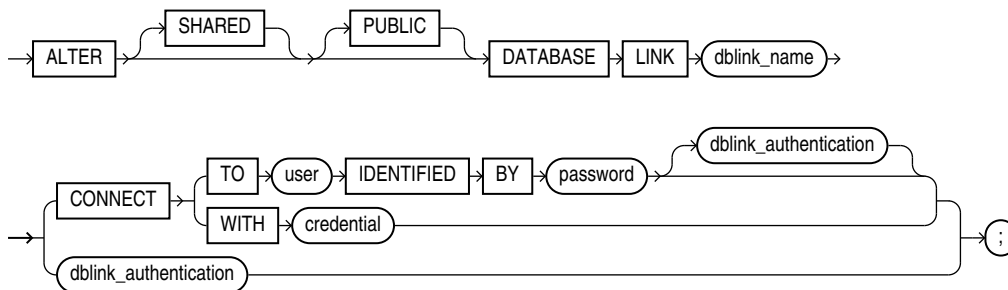 SHARED PUBLIC
ALTER DATABASE LINK dblink_name
dblink_authentication
TO user IDENTIFIED BY password
CONNECT
WITH credential
;
dblink_authentication